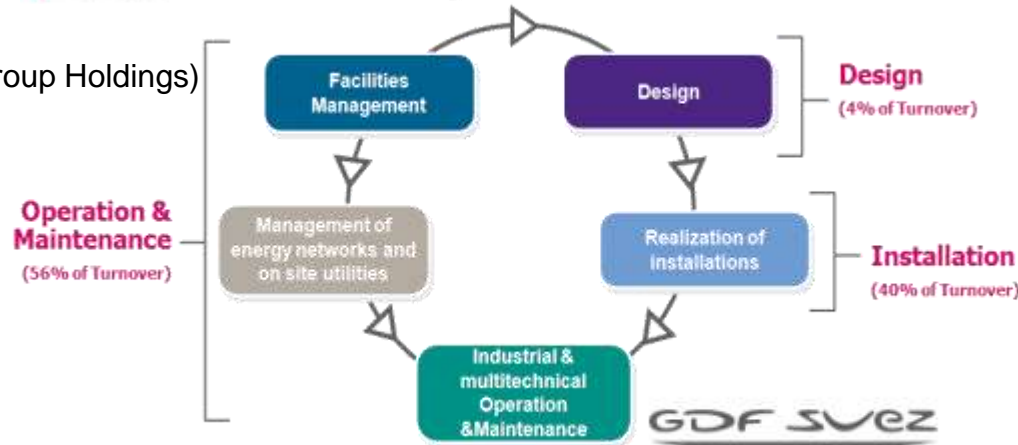 roup Holdings)
Facilities
Management
Design
Design
(4% of Turnover)
Operation &
Maintenance
(56% of Turnover)
Management of
energy networks and
on site utilities
Realization of
installations
Installation
(40% of Turnover)
Industrial &
multitechnical
Operation
&Maintenance
GDF SUEZ